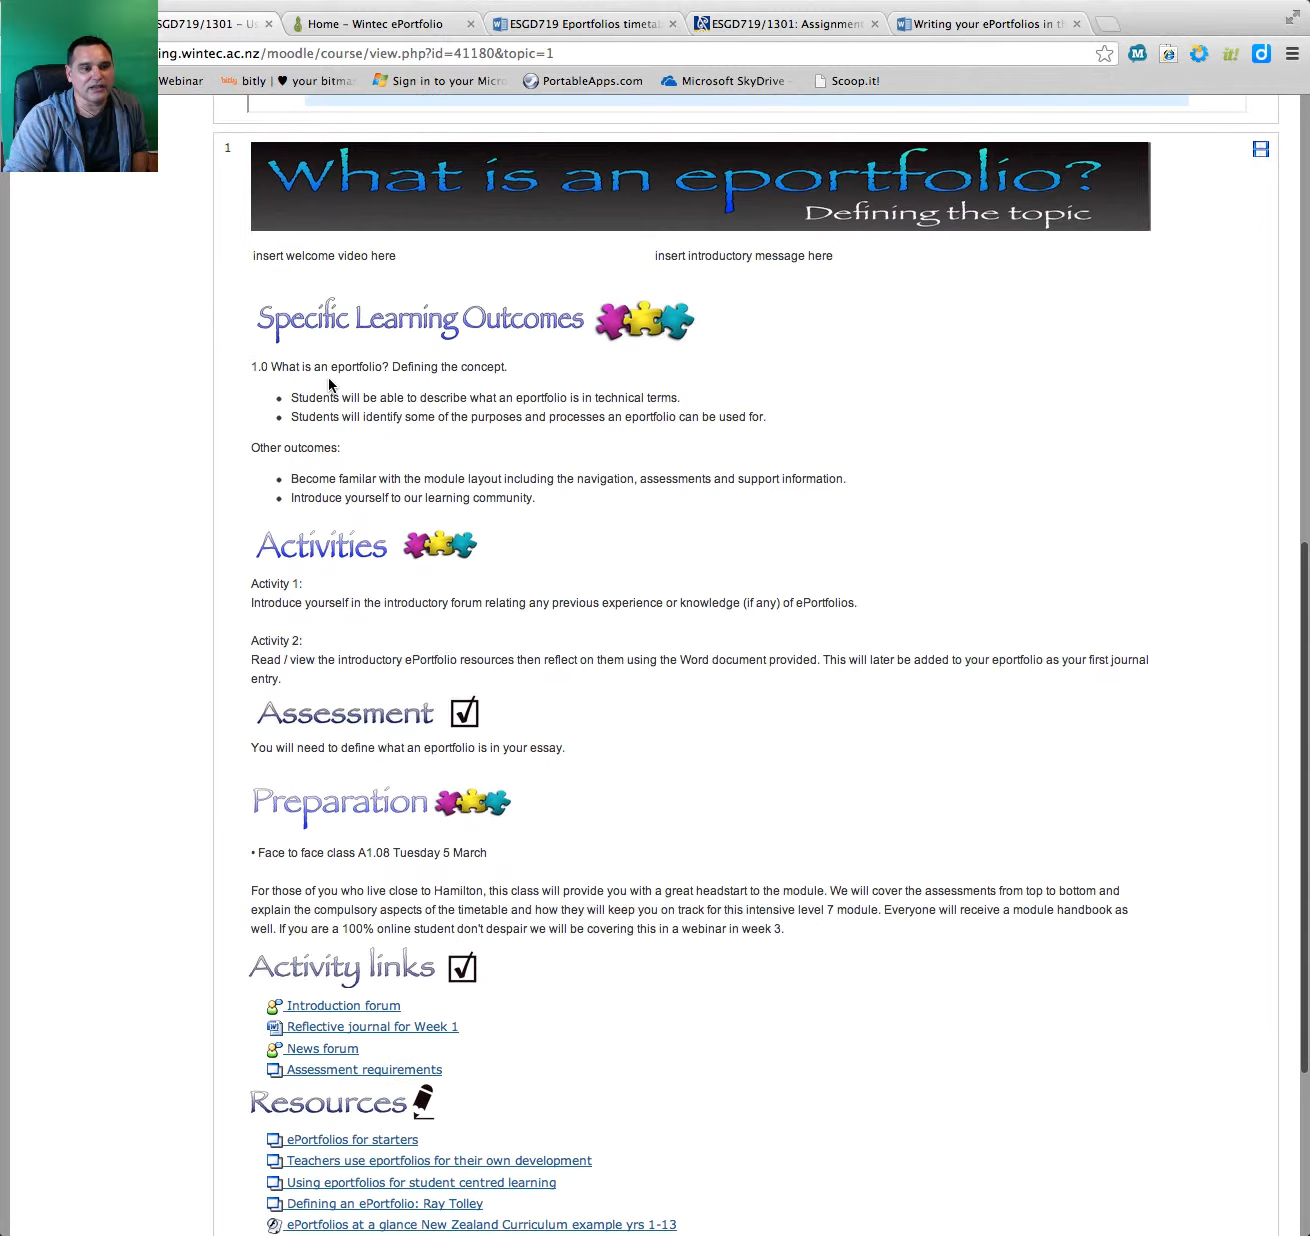 ESGD719/1301 – Us
Home – Wintec ePortfolio
ESGD719 Eportfolios timeta
ESGD719/1301: Assignment
Writing your ePortfolios in t
ing.wintec.ac.nz/moodle/course/view.php?id=41180&topic=1
Webinar
bitly bitly | ♥ your bitma
Sign in to your Micr
PortableApps.com
Microsoft SkyDrive
Scoop.it!
1
What is an eportfolio?
Defining the topic
insert welcome video here
insert introductory message here
Specific Learning Outcomes
1.0 What is an eportfolio? Defining the concept.
• Students will be able to describe what an eportfolio is in technical terms.
• Students will identify some of the purposes and processes an eportfolio can be used for.
Other outcomes:
• Become familar with the module layout including the navigation, assessments and support information.
• Introduce yourself to our learning community.
Activities
Activity 1:
Introduce yourself in the introductory forum relating any previous experience or knowledge (if any) of ePortfolios.
Activity 2:
Read / view the introductory ePortfolio resources then reflect on them using the Word document provided. This will later be added to your eportfolio as your first journal
entry.
Assessment
You will need to define what an eportfolio is in your essay.
Preparation
• Face to face class A1.08 Tuesday 5 March
For those of you who live close to Hamilton, this class will provide you with a great headstart to the module. We will cover the assessments from top to bottom and
explain the compulsory aspects of the timetable and how they will keep you on track for this intensive level 7 module. Everyone will receive a module handbook as
well. If you are a 100% online student don't despair we will be covering this in a webinar in week 3.
Activity links
Introduction forum
Reflective journal for Week 1
News forum
Assessment requirements
Resources
ePortfolios for starters
Teachers use eportfolios for their own development
Using eportfolios for student centred learning
Defining an ePortfolio: Ray Tolley
ePortfolios at a glance New Zealand Curriculum example yrs 1-13